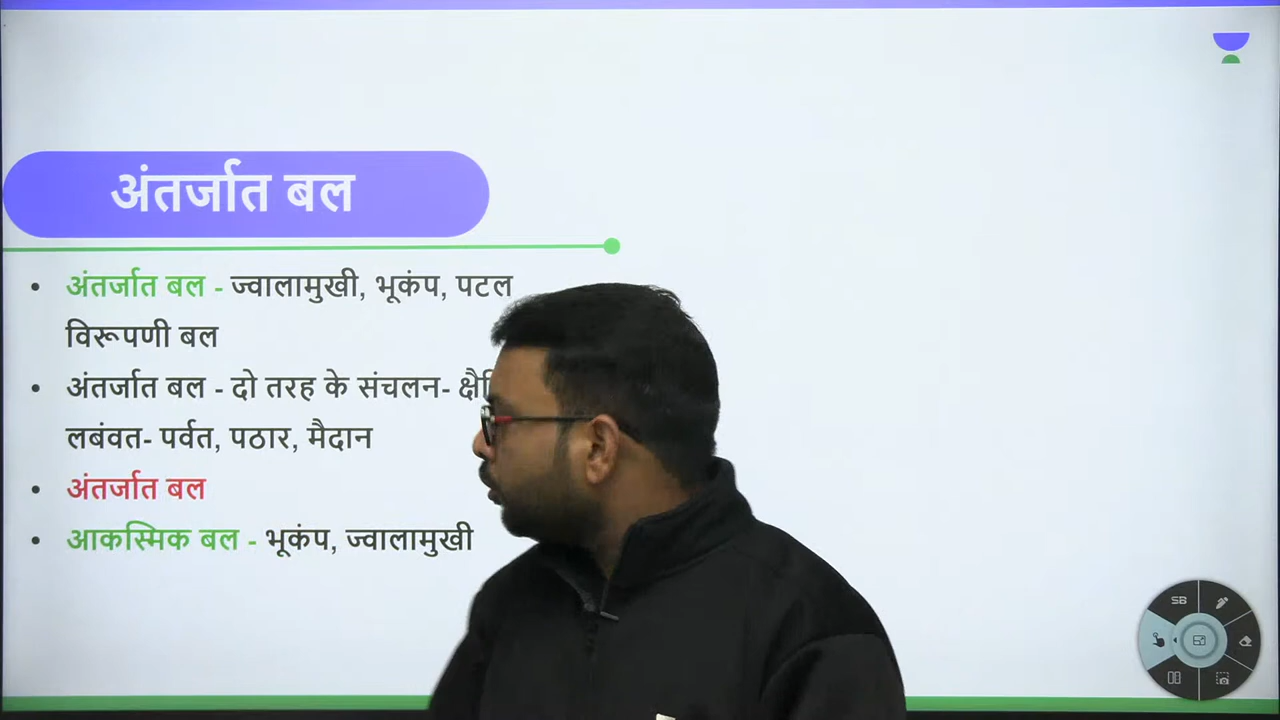 अंतर्जात बल
• अंतर्जात बल - ज्वालामुखी, भूकंप, पटल
विरूपणी बल
• अंतर्जात बल - दो तरह के संचलन-
लबंवत- पर्वत, पठार, मैदान
• अंतर्जात बल
• आकस्मिक बल - भूकंप, ज्वालामुखी
SB